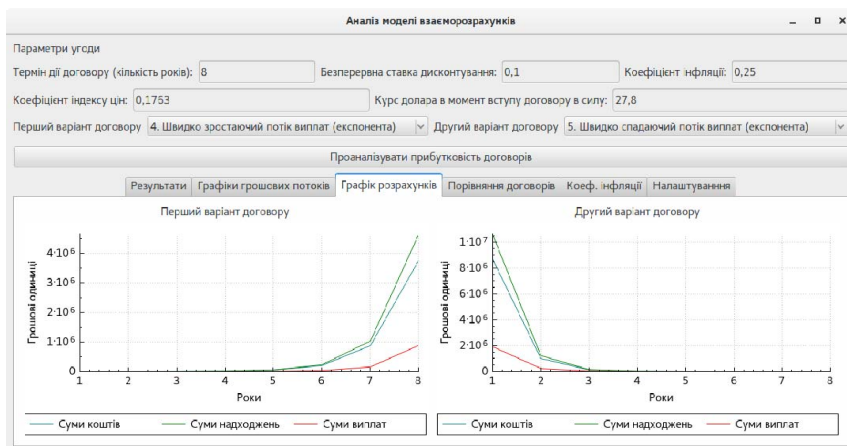 Аналіз моделі взаєморозрахунків
Параметри угоди
Термін дії договору (кількість років): 8 Безперервна ставка дисконтування: 0,1 Коефіцієнт інфляції: 0,25
Коефіцієнт індексу цін: 0,1753 Курс долара в момент вступу договору в силу: 27,8
Перший варіант договору 4. Швидко зростаючий потік виплат (експонента) Другий варіант договору 5. Швидко спадаючий потік виплат (експонента)
Проаналізувати прибутковість договорів
Результати Графіки грошових потоків Графік розрахунків Порівняння договорів Коеф. інфляції Налаштуванння
Перший варіант договору
4·10⁶
3·10⁶
2·10⁶
1·10⁶
0
Грошові одиниці
1 2 3 4 5 6 7 8
Роки
Суми коштів Суми надходжень Суми виплат
Другий варіант договору
1·10⁷
8·10⁶
6·10⁶
4·10⁶
2·10⁶
0
Грошові одиниці
1 2 3 4 5 6 7 8
Роки
Суми коштів Суми надходжень Суми виплат